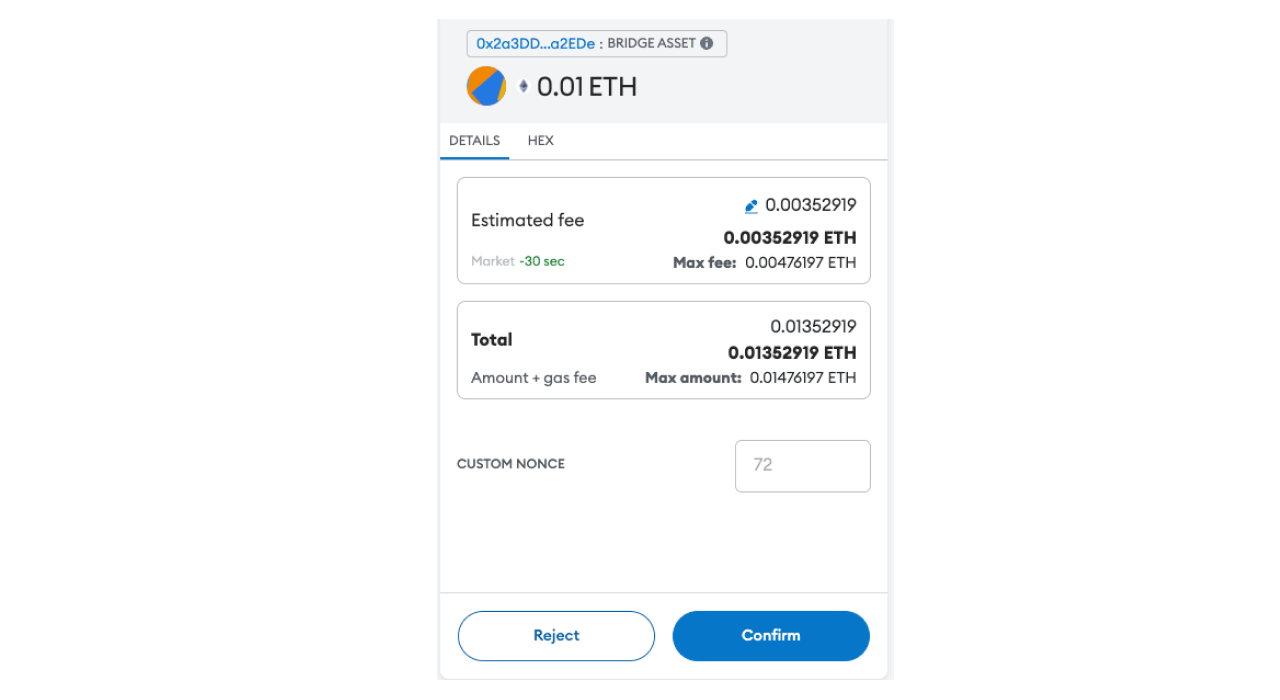 0x2a3DD...a2EDe : BRIDGE ASSET
0.01 ETH
DETAILS HEX
0.00352919
Estimated fee
0.00352919 ETH
Market ~30 sec
Max fee: 0.00476197 ETH
0.01352919
Total
0.01352919 ETH
Amount + gas fee
Max amount: 0.01476197 ETH
CUSTOM NONCE
72
Reject
Confirm